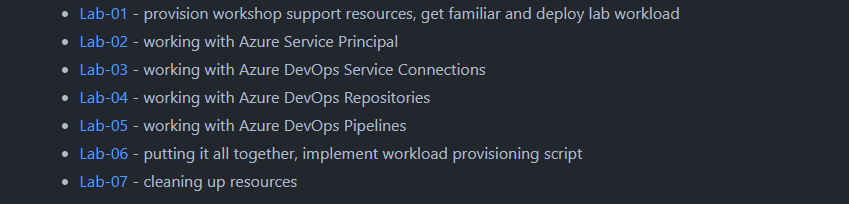 Lab-01 - provision workshop support resources, get familiar and deploy lab workload
Lab-02 - working with Azure Service Principal
Lab-03 - working with Azure DevOps Service Connections
Lab-04 - working with Azure DevOps Repositories
Lab-05 - working with Azure DevOps Pipelines
Lab-06 - putting it all together, implement workload provisioning script
Lab-07 - cleaning up resources